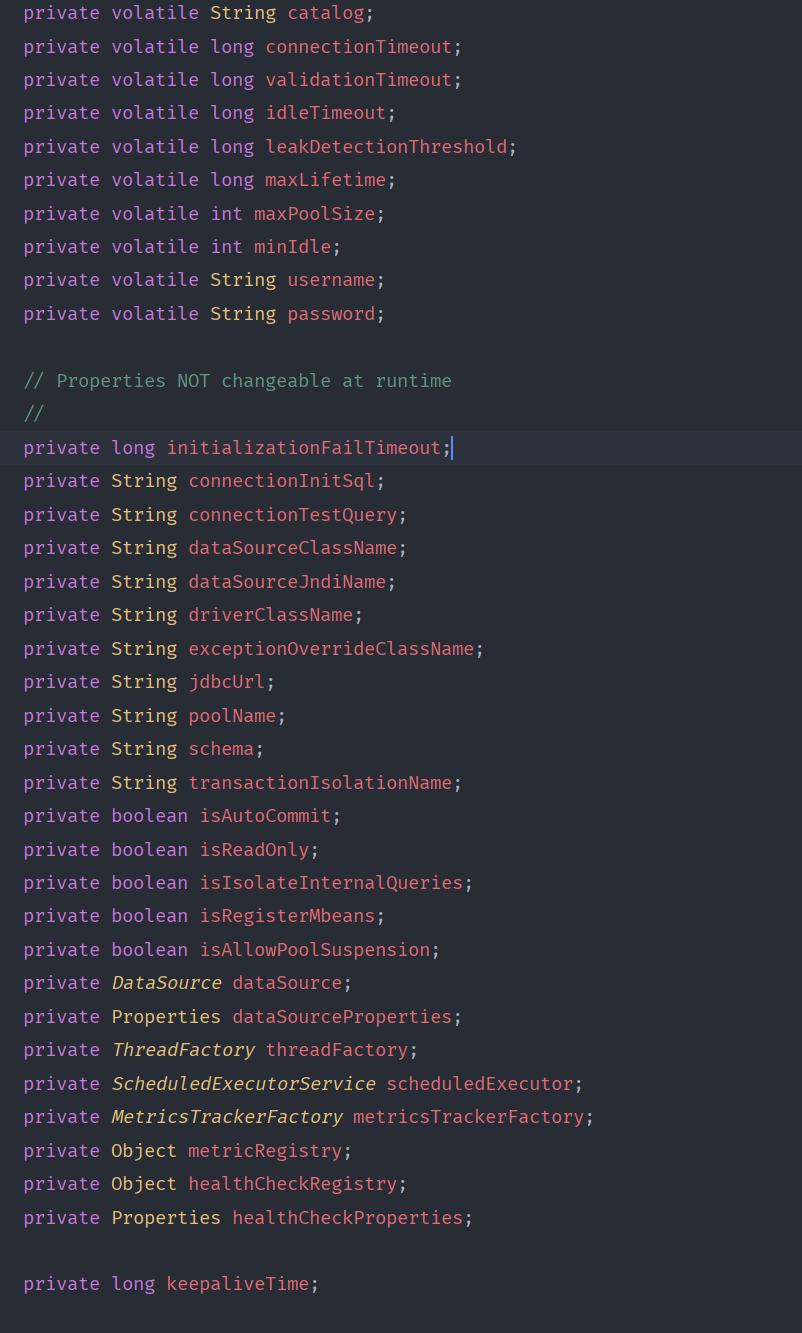 private volatile String catalog;
private volatile long connectionTimeout;
private volatile long validationTimeout;
private volatile long idleTimeout;
private volatile long leakDetectionThreshold;
private volatile long maxLifetime;
private volatile int maxPoolSize;
private volatile int minIdle;
private volatile String username;
private volatile String password;
// Properties NOT changeable at runtime
//
private long initializationFailTimeout;
private String connectionInitSql;
private String connectionTestQuery;
private String dataSourceClassName;
private String dataSourceJndiName;
private String driverClassName;
private String exceptionOverrideClassName;
private String jdbcUrl;
private String poolName;
private String schema;
private String transactionIsolationName;
private boolean isAutoCommit;
private boolean isReadOnly;
private boolean isIsolateInternalQueries;
private boolean isRegisterMbeans;
private boolean isAllowPoolSuspension;
private DataSource dataSource;
private Properties dataSourceProperties;
private ThreadFactory threadFactory;
private ScheduledExecutorService scheduledExecutor;
private MetricsTrackerFactory metricsTrackerFactory;
private Object metricRegistry;
private Object healthCheckRegistry;
private Properties healthCheckProperties;
private long keepaliveTime;